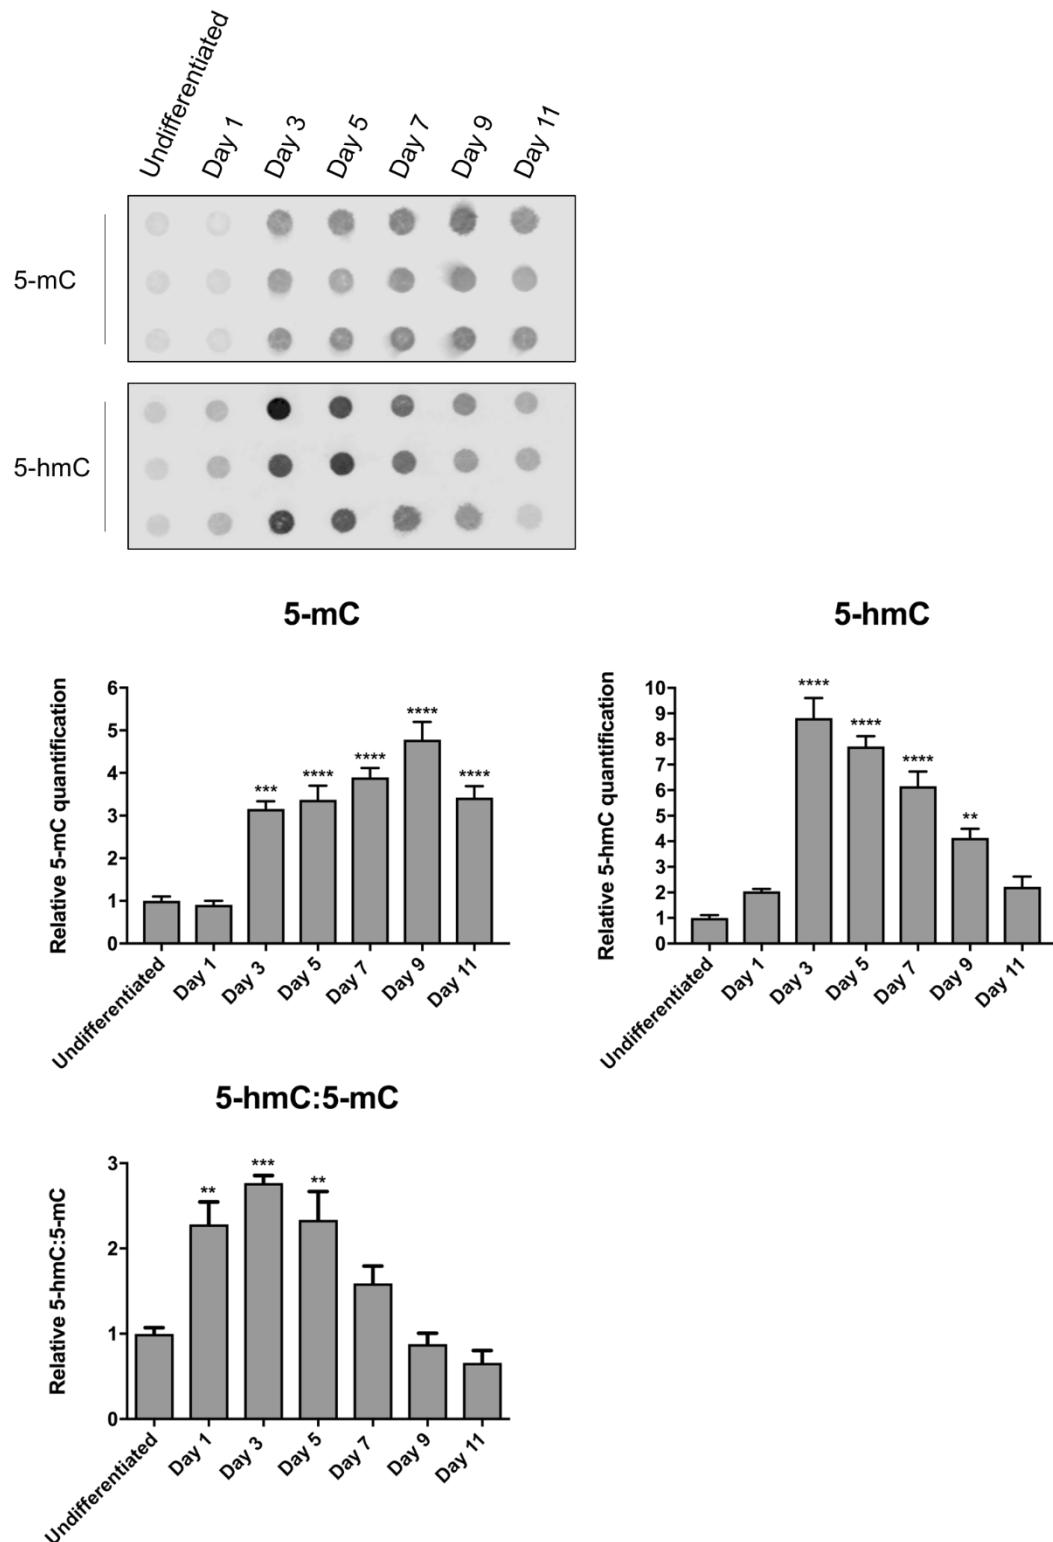 Undifferentiated
Day 1
Day 3
Day 5
Day 7
Day 9
Day 11
5-mC
5-hmC
5-mC
Relative 5-mC quantification
6
5
4
3
2
1
0
***
****
****
****
****
Undifferentiated
Day 1
Day 3
Day 5
Day 7
Day 9
Day 11
5-hmC
Relative 5-hmC quantification
10
9
8
7
6
5
4
3
2
1
0
****
****
****
**
Undifferentiated
Day 1
Day 3
Day 5
Day 7
Day 9
Day 11
5-hmC:5-mC
Relative 5-hmC:5-mC
3
2
1
0
**
***
**
Undifferentiated
Day 1
Day 3
Day 5
Day 7
Day 9
Day 11